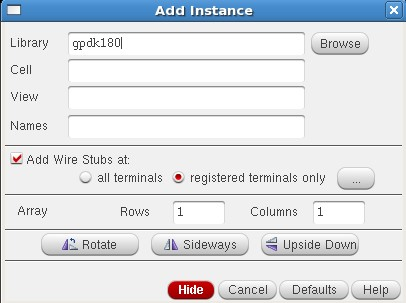 Add Instance
Library gpdk180 Browse
Cell
View
Names
Add Wire Stubs at:
all terminals registered terminals only ...
Array Rows 1 Columns 1
Rotate Sideways Upside Down
Hide Cancel Defaults Help